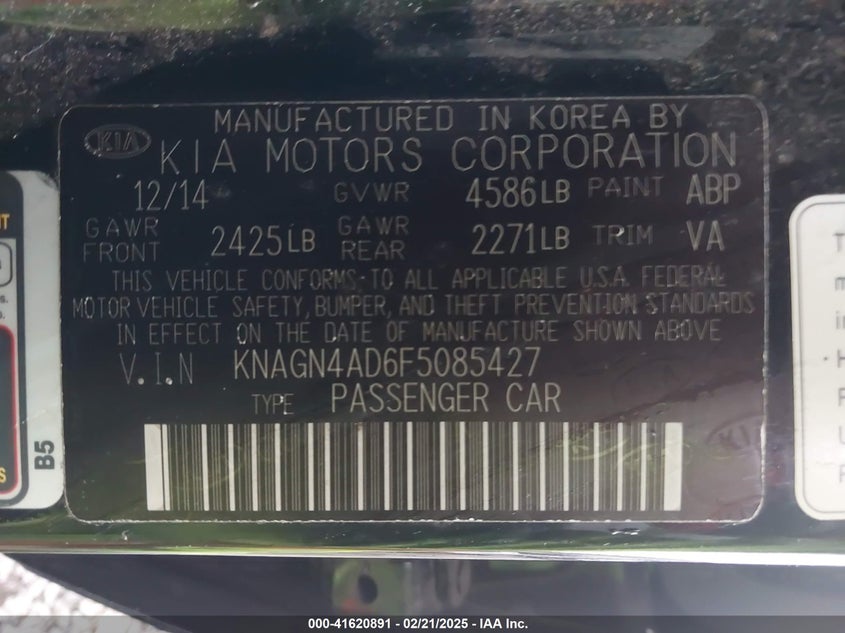 MANUFACTURED IN KOREA BY
KIA KIA MOTORS CORPORATION
12/14 GVWR 4586LB PAINT ABP
GAWR FRONT 2425LB GAWR REAR 2271LB TRIM VA
THIS VEHICLE CONFORMS TO ALL APPLICABLE U.S.A. FEDERAL
MOTOR VEHICLE SAFETY, BUMPER, AND THEFT PREVENTION STANDARDS
IN EFFECT ON THE DATE OF MANUFACTURE SHOWN ABOVE
V.I.N KNAGN4AD6F5085427
TYPE PASSENGER CAR
KIA
B5
000-41620891 - 02/21/2025 - IAA Inc.